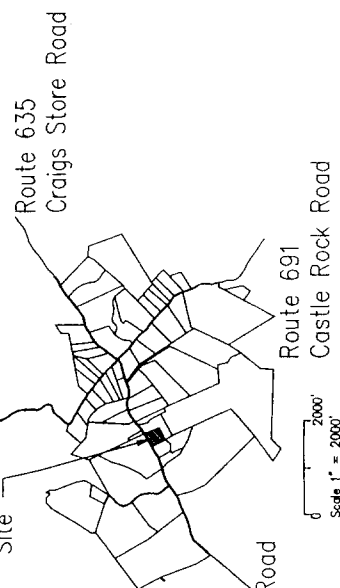 Route 635
Craigs Store Road
Site
Route 691
Castle Rock Road
Road
0 2000'
Scale 1" = 2000'